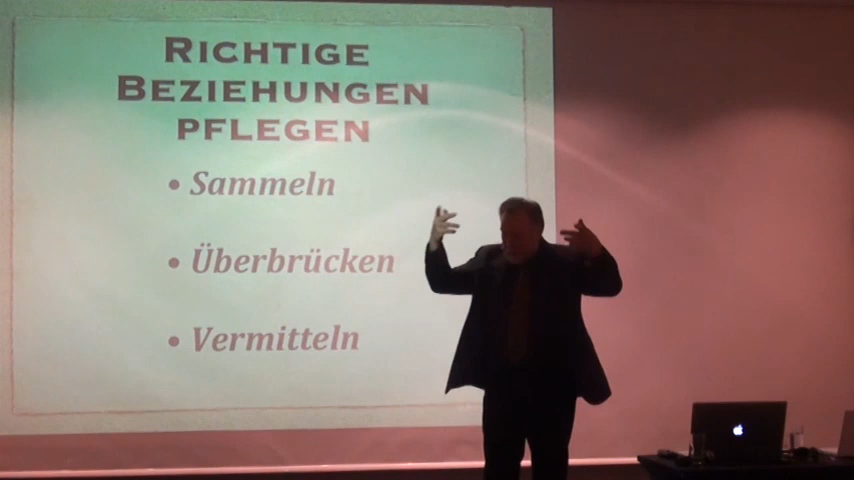 RICHTIGE
BEZIEHUNGEN
PFLEGEN
• Sammeln
• Überbrücken
• Vermitteln